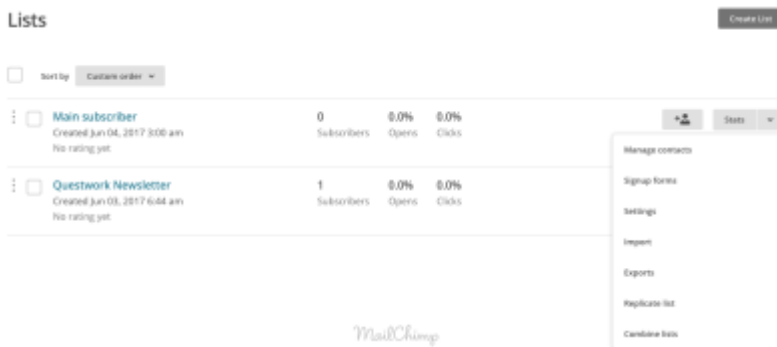 Lists
Create List
Sort by Custom order
Main subscriber 0 0.0% 0.0% Stats
Created Jun 04, 2017 3:00 am Subscribers Opens Clicks
No rating yet
Manage contacts
Signup forms
Questwork Newsletter 1 0.0% 0.0%
Created Jun 03, 2017 6:44 am Subscribers Opens Clicks
No rating yet
Settings
Import
Exports
Replicate list
Combine lists
MailChimp